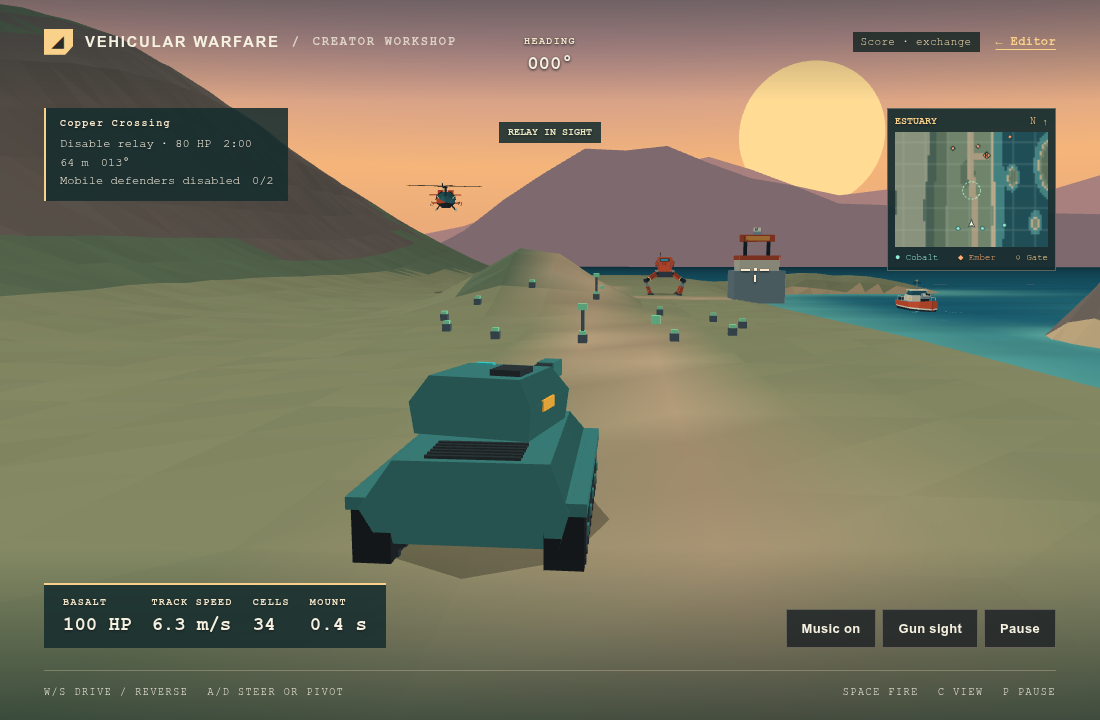 VEHICULAR WARFARE / CREATOR WORKSHOP
HEADING
000°
Score · exchange
← Editor
Copper Crossing
Disable relay · 80 HP 2:00
64 m 013°
Mobile defenders disabled 0/2
RELAY IN SIGHT
ESTUARY N ↑
● Cobalt ◆ Ember ○ Gate
BASALT TRACK SPEED CELLS MOUNT
100 HP 6.3 m/s 34 0.4 s
Music on Gun sight Pause
W/S DRIVE / REVERSE A/D STEER OR PIVOT
SPACE FIRE C VIEW P PAUSE